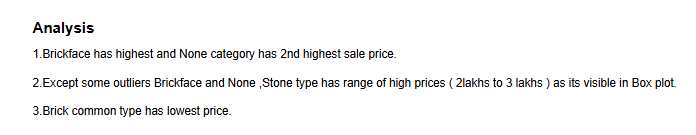 Analysis
1.Brickface has highest and None category has 2nd highest sale price.
2.Except some outliers Brickface and None ,Stone type has range of high prices ( 2lakhs to 3 lakhs ) as its visible in Box plot.
3.Brick common type has lowest price.